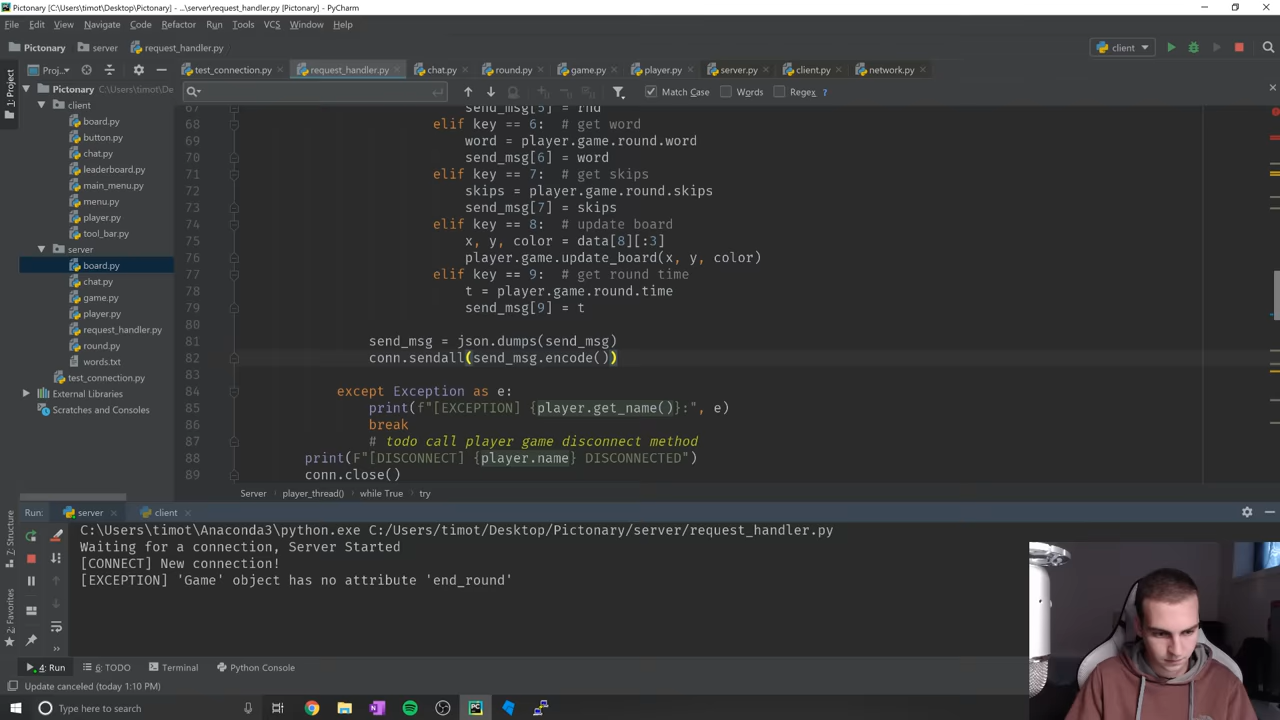 Pictonary [C:\Users\timot\Desktop\Pictonary] - ...\server\request_handler.py [Pictonary] - PyCharm
File Edit View Navigate Code Refactor Run Tools VCS Window Help
Pictonary server request_handler.py client
1: Project
Proj...
test_connection.py request_handler.py chat.py round.py game.py player.py server.py client.py network.py
Match Case Words Regex ?
Pictonary C:\Users\timot\De
client
board.py
button.py
chat.py
leaderboard.py
main_menu.py
menu.py
player.py
tool_bar.py
server
board.py
chat.py
game.py
player.py
request_handler.py
round.py
words.txt
test_connection.py
External Libraries
Scratches and Consoles
67 send_msg[5] = rnd
68 elif key == 6: # get word
69 word = player.game.round.word
70 send_msg[6] = word
71 elif key == 7: # get skips
72 skips = player.game.round.skips
73 send_msg[7] = skips
74 elif key == 8: # update board
75 x, y, color = data[8][:3]
76 player.game.update_board(x, y, color)
77 elif key == 9: # get round time
78 t = player.game.round.time
79 send_msg[9] = t
80
81 send_msg = json.dumps(send_msg)
82 conn.sendall(send_msg.encode())
83
84 except Exception as e:
85 print(f"[EXCEPTION] {player.get_name()}:", e)
86 break
87 # todo call player game disconnect method
88 print(F"[DISCONNECT] {player.name} DISCONNECTED")
89 conn.close()
Server player_thread() while True try
Run: server client
C:\Users\timot\Anaconda3\python.exe C:/Users/timot/Desktop/Pictonary/server/request_handler.py
Waiting for a connection, Server Started
[CONNECT] New connection!
[EXCEPTION] 'Game' object has no attribute 'end_round'
7: Structure
2: Favorites
4: Run 6: TODO Terminal Python Console
Update canceled (today 1:10 PM)
Type here to search